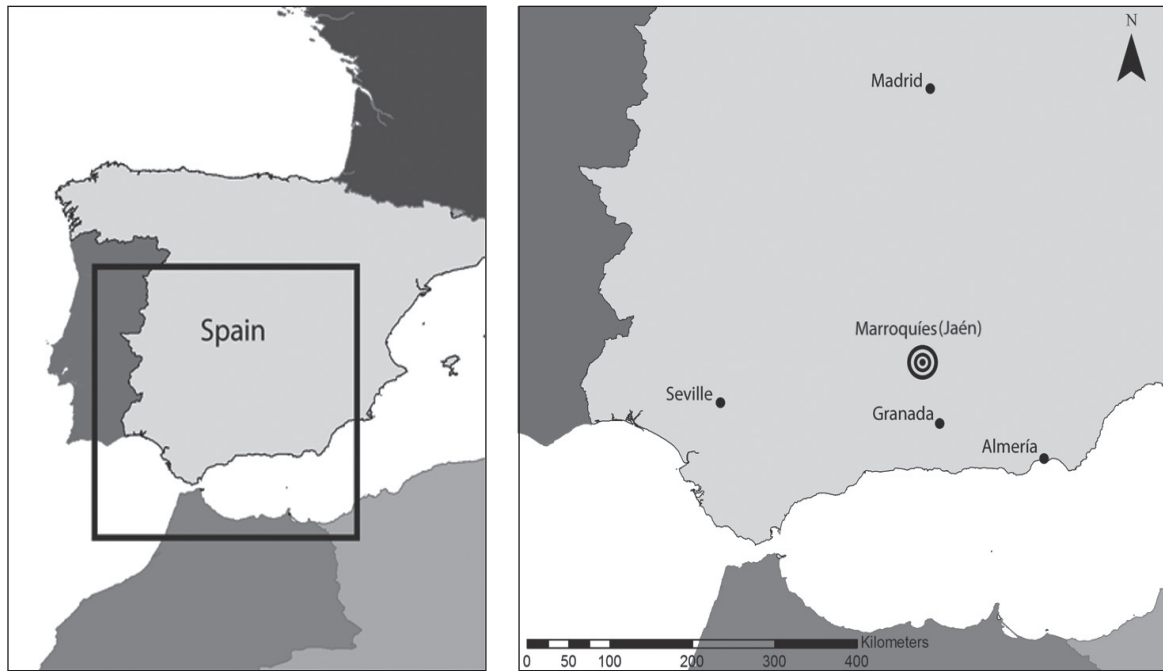 Spain
N
Madrid
Marroquíes (Jaén)
Seville
Granada
Almería
Kilometers
0 50 100 200 300 400